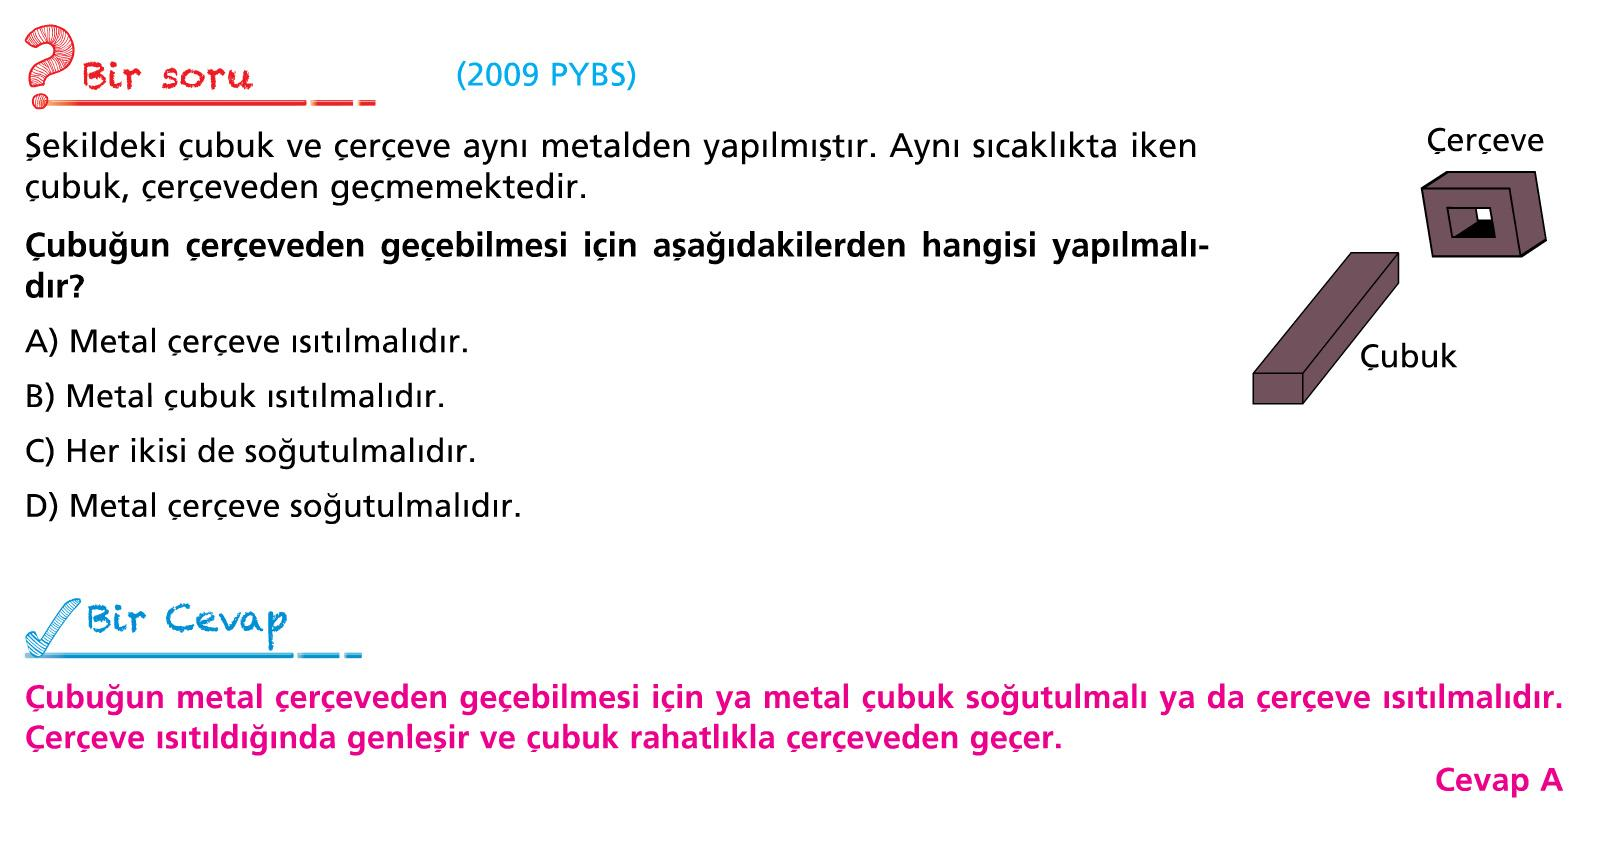 Bir soru
(2009 PYBS)
Şekildeki çubuk ve çerçeve aynı metalden yapılmıştır. Aynı sıcaklıkta iken
çubuk, çerçeveden geçmemektedir.
Çubuğun çerçeveden geçebilmesi için aşağıdakilerden hangisi yapılmalı-
dır?
A) Metal çerçeve ısıtılmalıdır.
B) Metal çubuk ısıtılmalıdır.
C) Her ikisi de soğutulmalıdır.
D) Metal çerçeve soğutulmalıdır.
Çerçeve
Çubuk
Bir Cevap
Çubuğun metal çerçeveden geçebilmesi için ya metal çubuk soğutulmalı ya da çerçeve ısıtılmalıdır.
Çerçeve ısıtıldığında genleşir ve çubuk rahatlıkla çerçeveden geçer.
Cevap A